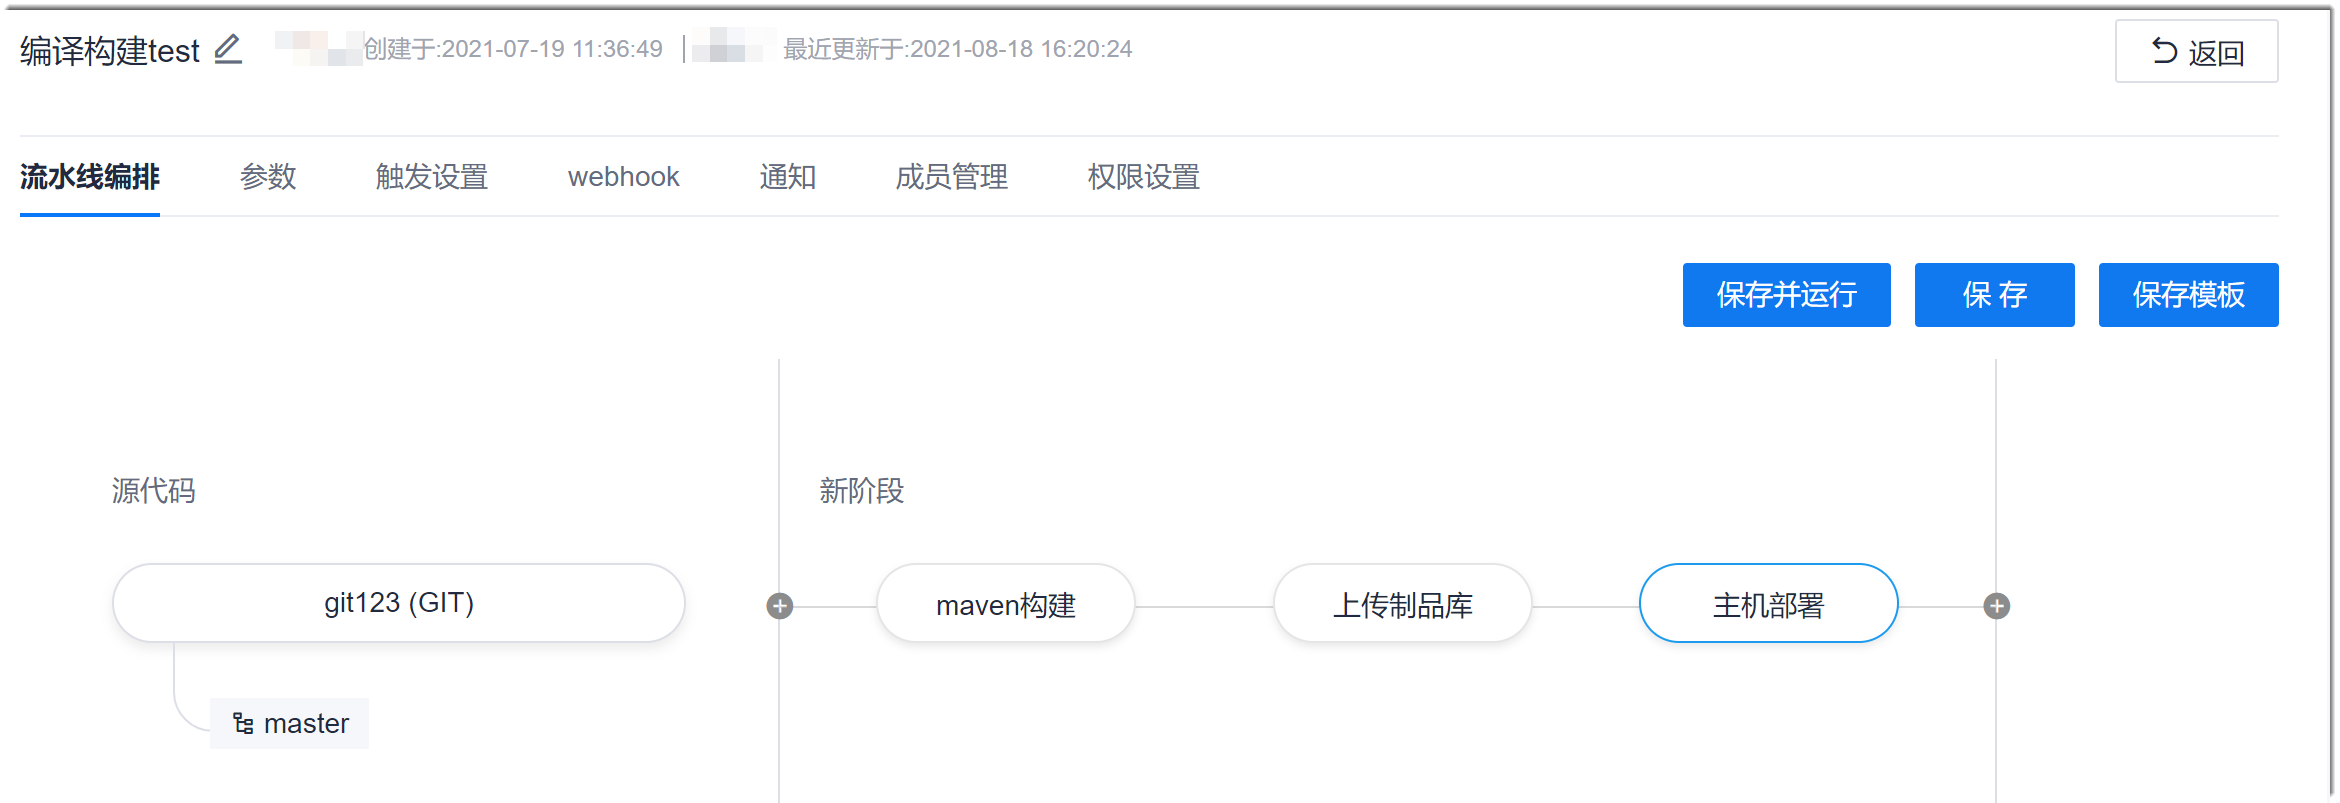 编译构建test 创建于:2021-07-19 11:36:49 | 最近更新于:2021-08-18 16:20:24 返回
流水线编排 参数 触发设置 webhook 通知 成员管理 权限设置
保存并运行 保 存 保存模板
源代码 新阶段
git123 (GIT) maven构建 上传制品库 主机部署
master